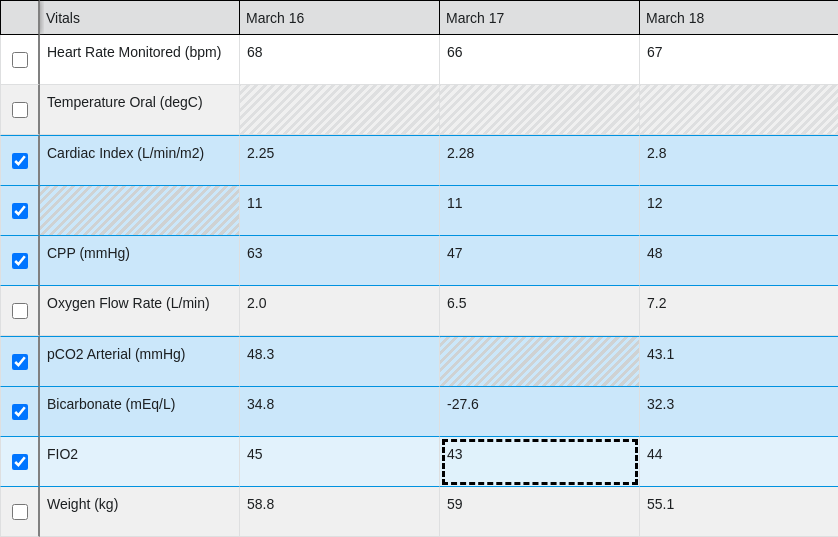 Vitals March 16 March 17 March 18
Heart Rate Monitored (bpm) 68 66 67
Temperature Oral (degC)
Cardiac Index (L/min/m2) 2.25 2.28 2.8
11 11 12
CPP (mmHg) 63 47 48
Oxygen Flow Rate (L/min) 2.0 6.5 7.2
pCO2 Arterial (mmHg) 48.3 43.1
Bicarbonate (mEq/L) 34.8 -27.6 32.3
FIO2 45 43 44
Weight (kg) 58.8 59 55.1